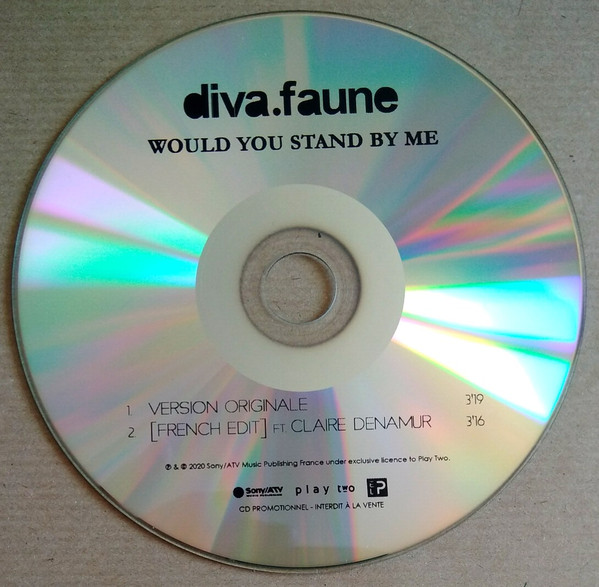 diva.faune
WOULD YOU STAND BY ME
1. VERSION ORIGINALE 3'19
2. [FRENCH EDIT] FT CLAIRE DENAMUR 3'16
℗ & © 2020 Sony/ATV Music Publishing France under exclusive licence to Play Two.
Sony/ATV play two
CD PROMOTIONNEL - INTERDIT À LA VENTE